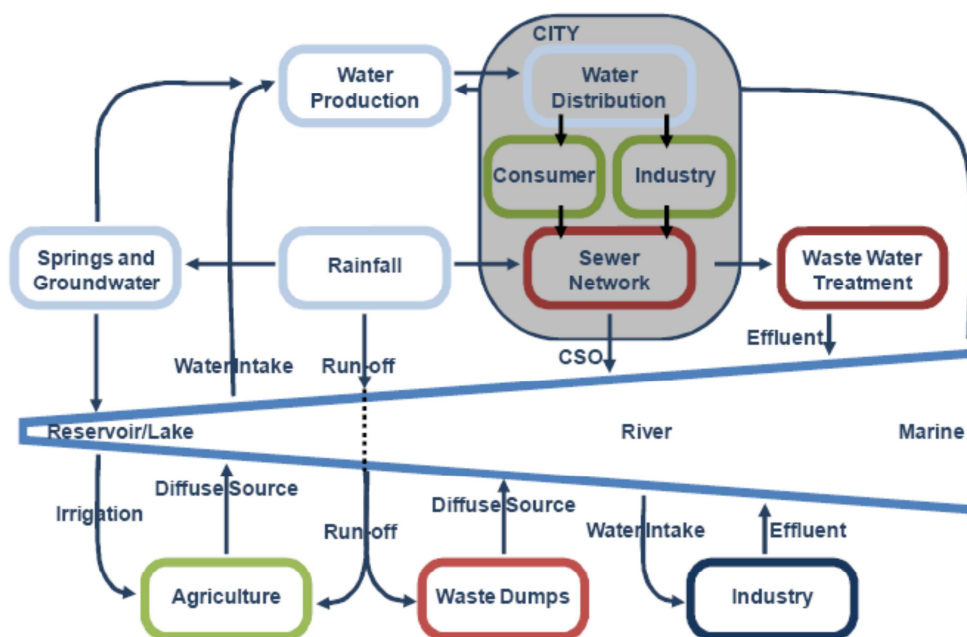 CITY
Water
Production
Water
Distribution
Consumer
Industry
Springs and
Groundwater
Rainfall
Sewer
Network
Waste Water
Treatment
Water Intake
Run-off
CSO
Effluent
Reservoir/Lake
River
Marine
Irrigation
Diffuse Source
Run-off
Diffuse Source
Water Intake
Effluent
Agriculture
Waste Dumps
Industry